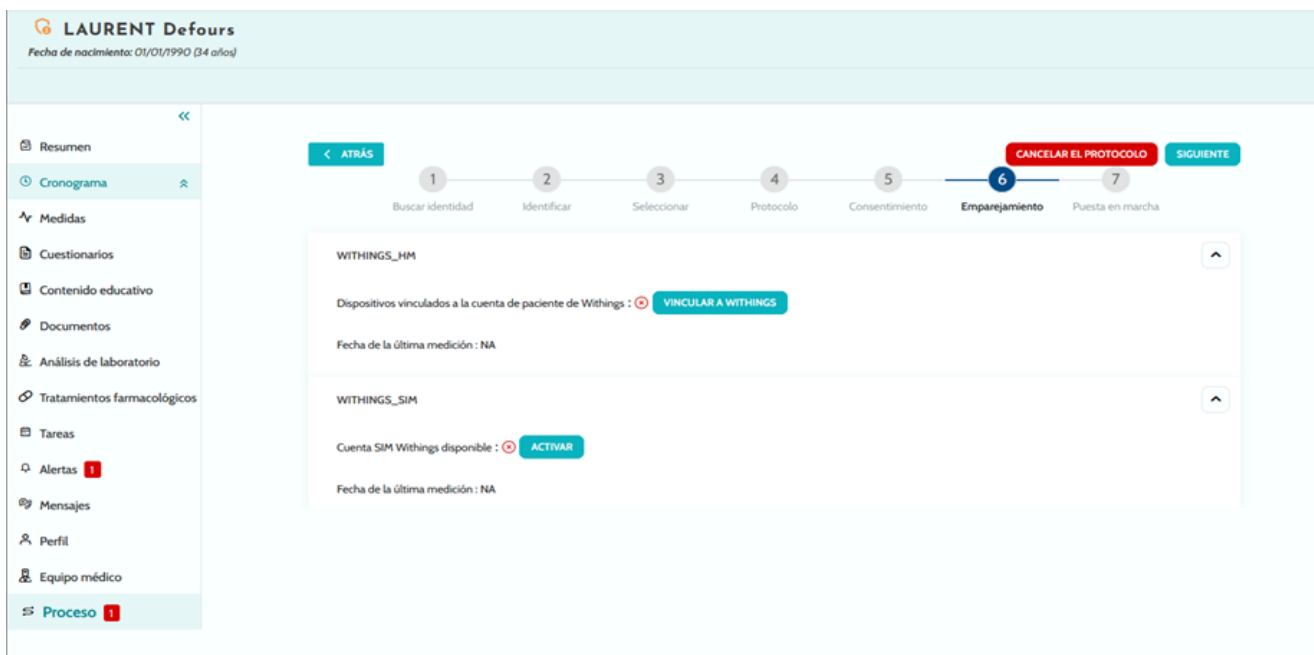 LAURENT Defours
Fecha de nacimiento: 01/01/1990 (34 años)
«
Resumen
Cronograma
Medidas
Cuestionarios
Contenido educativo
Documentos
Análisis de laboratorio
Tratamientos farmacológicos
Tareas
Alertas 1
Mensajes
Perfil
Equipo médico
Proceso 1
< ATRÁS
CANCELAR EL PROTOCOLO
SIGUIENTE
1 2 3 4 5 6 7
Buscar identidad Identificar Seleccionar Protocolo Consentimiento Emparejamiento Puesta en marcha
WITHINGS_HM
Dispositivos vinculados a la cuenta de paciente de Withings : VINCULAR A WITHINGS
Fecha de la última medición : NA
WITHINGS_SIM
Cuenta SIM Withings disponible : ACTIVAR
Fecha de la última medición : NA